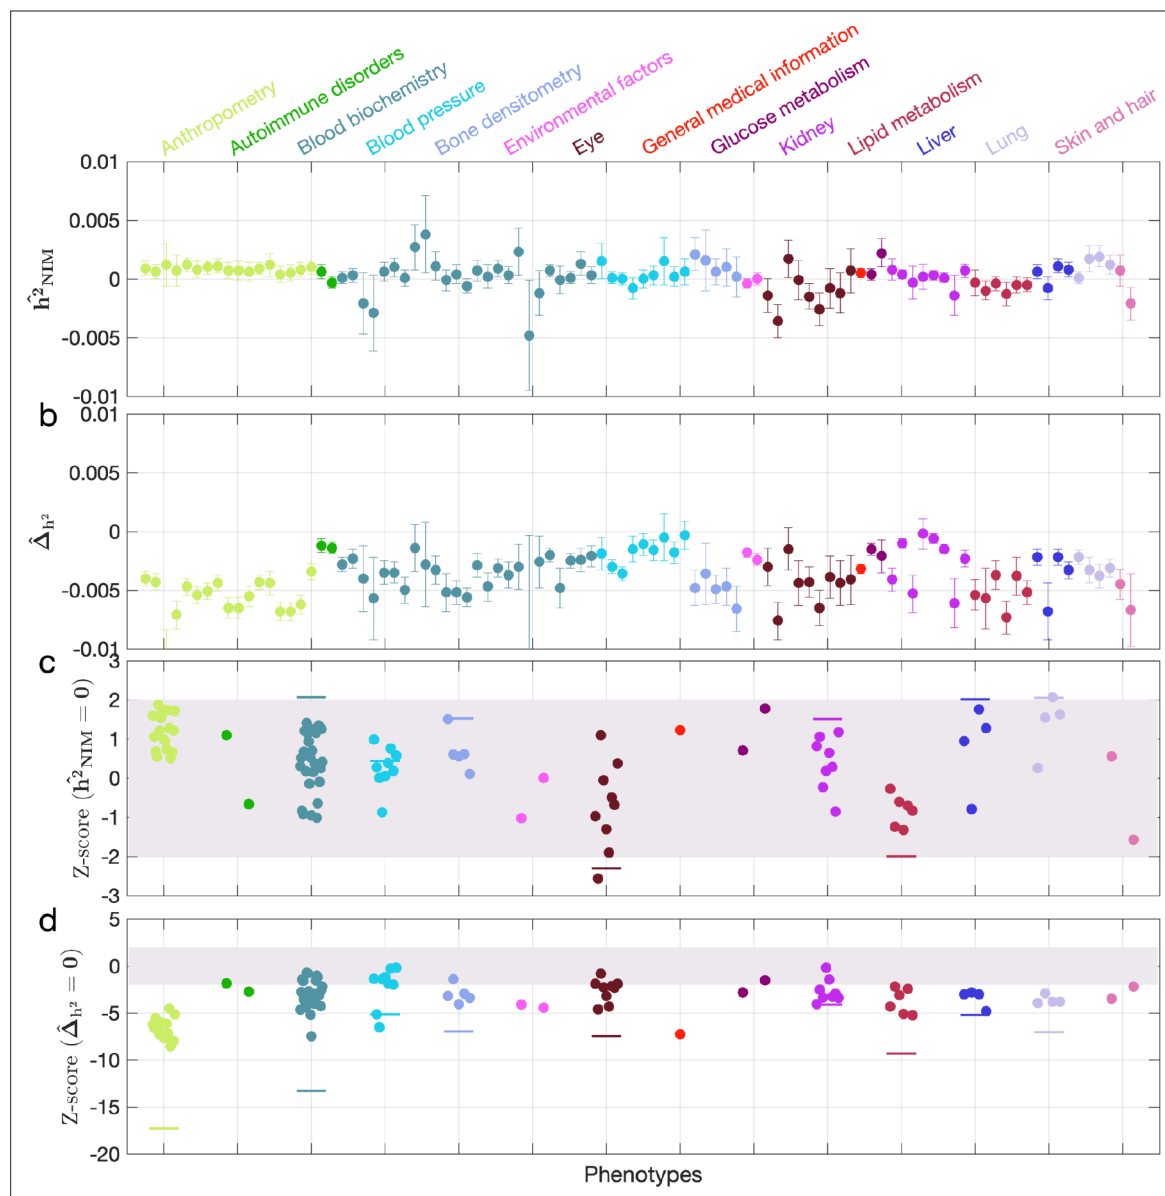 Anthropometry
Autoimmune disorders
Blood biochemistry
Blood pressure
Bone densitometry
Environmental factors
Eye
General medical information
Glucose metabolism
Kidney
Lipid metabolism
Liver
Lung
Skin and hair
0.01
0.005
0
-0.005
-0.01
ĥ²NIM
b
0.01
0.005
0
-0.005
-0.01
Δ̂h²
c
3
2
1
0
-1
-2
-3
Z-score (ĥ²NIM = 0)
d
5
0
-5
-10
-15
-20
Z-score (Δ̂h² = 0)
Phenotypes